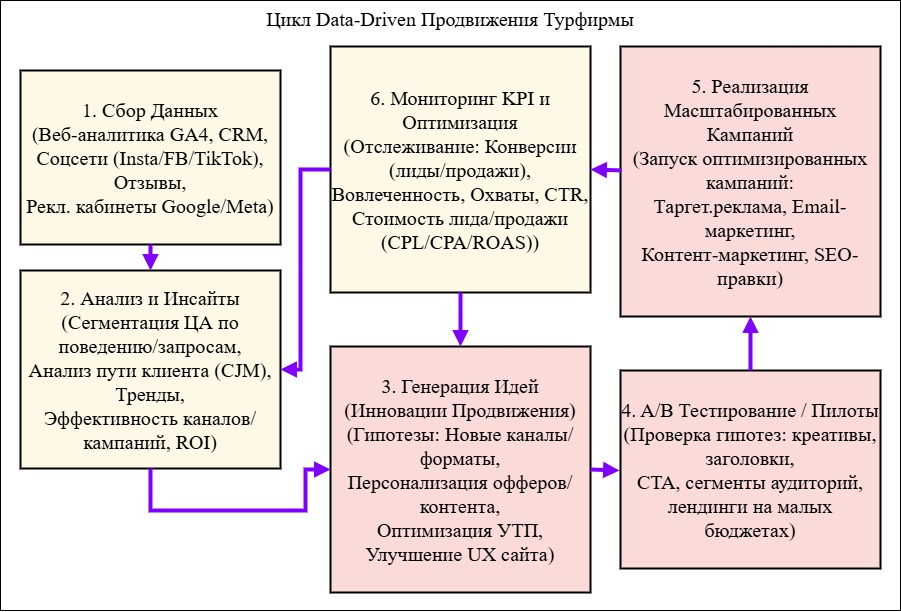 Цикл Data-Driven Продвижения Турфирмы
1. Сбор Данных
(Веб-аналитика GA4, CRM,
Соцсети (Insta/FB/TikTok),
Отзывы,
Рекл. кабинеты Google/Meta)
2. Анализ и Инсайты
(Сегментация ЦА по
поведению/запросам,
Анализ пути клиента (CJM),
Тренды,
Эффективность каналов/
кампаний, ROI)
6. Мониторинг KPI и
Оптимизация
(Отслеживание: Конверсии
(лиды/продажи),
Вовлеченность, Охваты, CTR,
Стоимость лида/продажи
(CPL/CPA/ROAS))
3. Генерация Идей
(Инновации Продвижения)
(Гипотезы: Новые каналы/
форматы,
Персонализация офферов/
контента,
Оптимизация УТП,
Улучшение UX сайта)
5. Реализация
Масштабированных
Кампаний
(Запуск оптимизированных
кампаний:
Таргет.реклама, Email-
маркетинг,
Контент-маркетинг, SEO-
правки)
4. A/B Тестирование / Пилоты
(Проверка гипотез: креативы,
заголовки,
CTA, сегменты аудиторий,
лендинги на малых
бюджетах)